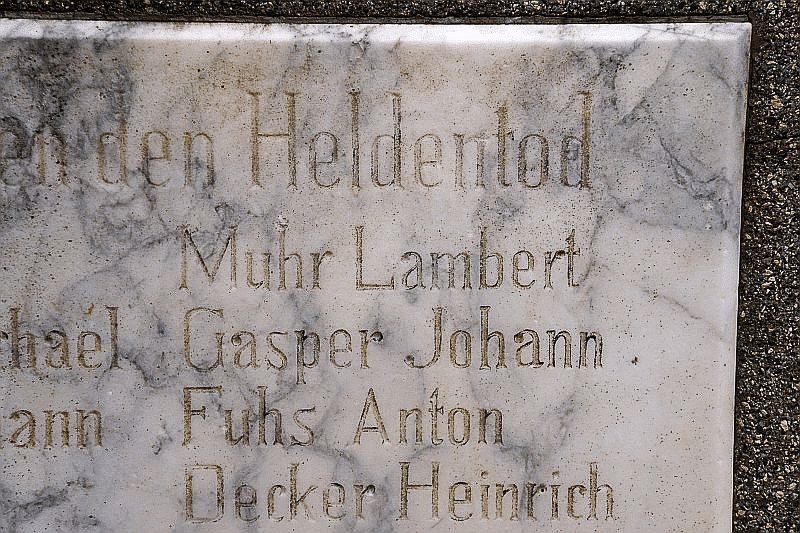 den Heldentod
Muhr Lambert
Gasper Johann
Fuhs Anton
Decker Heinrich